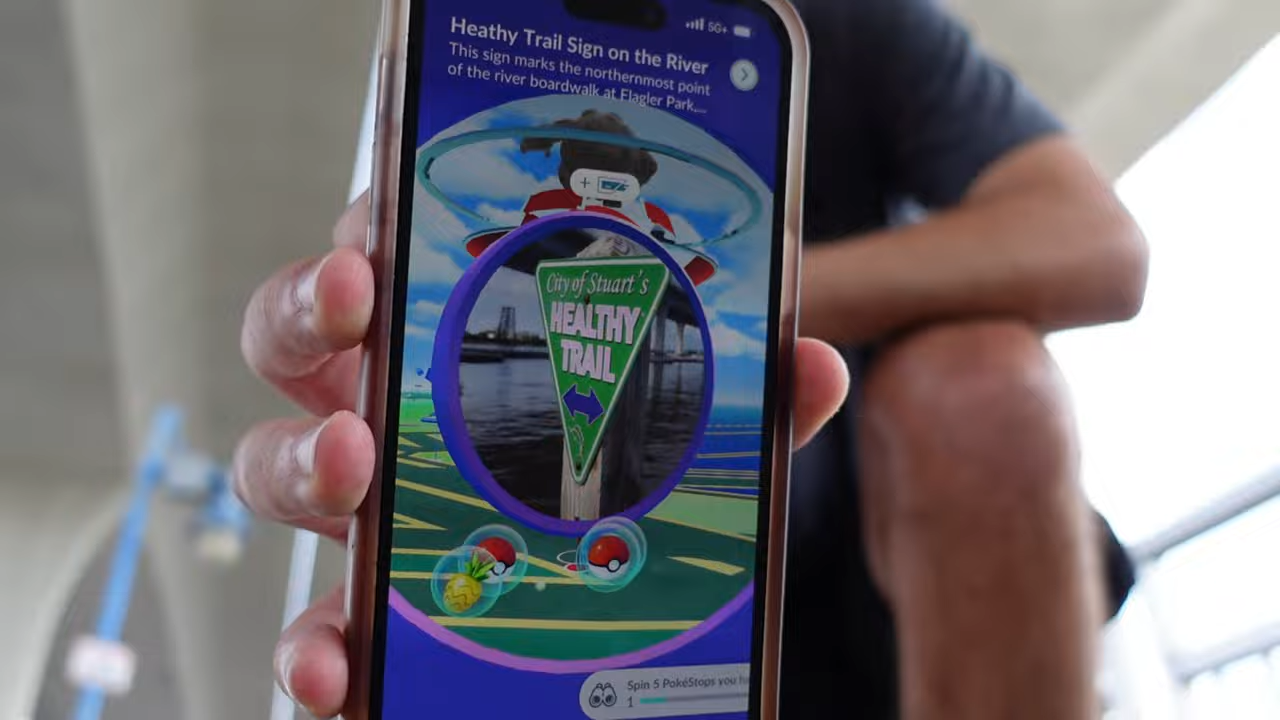 5G+
Heathy Trail Sign on the River
This sign marks the northernmost point
of the river boardwalk at Flagler Park,...
City of Stuart's
HEALTHY
TRAIL
Spin 5 PokéStops you
1